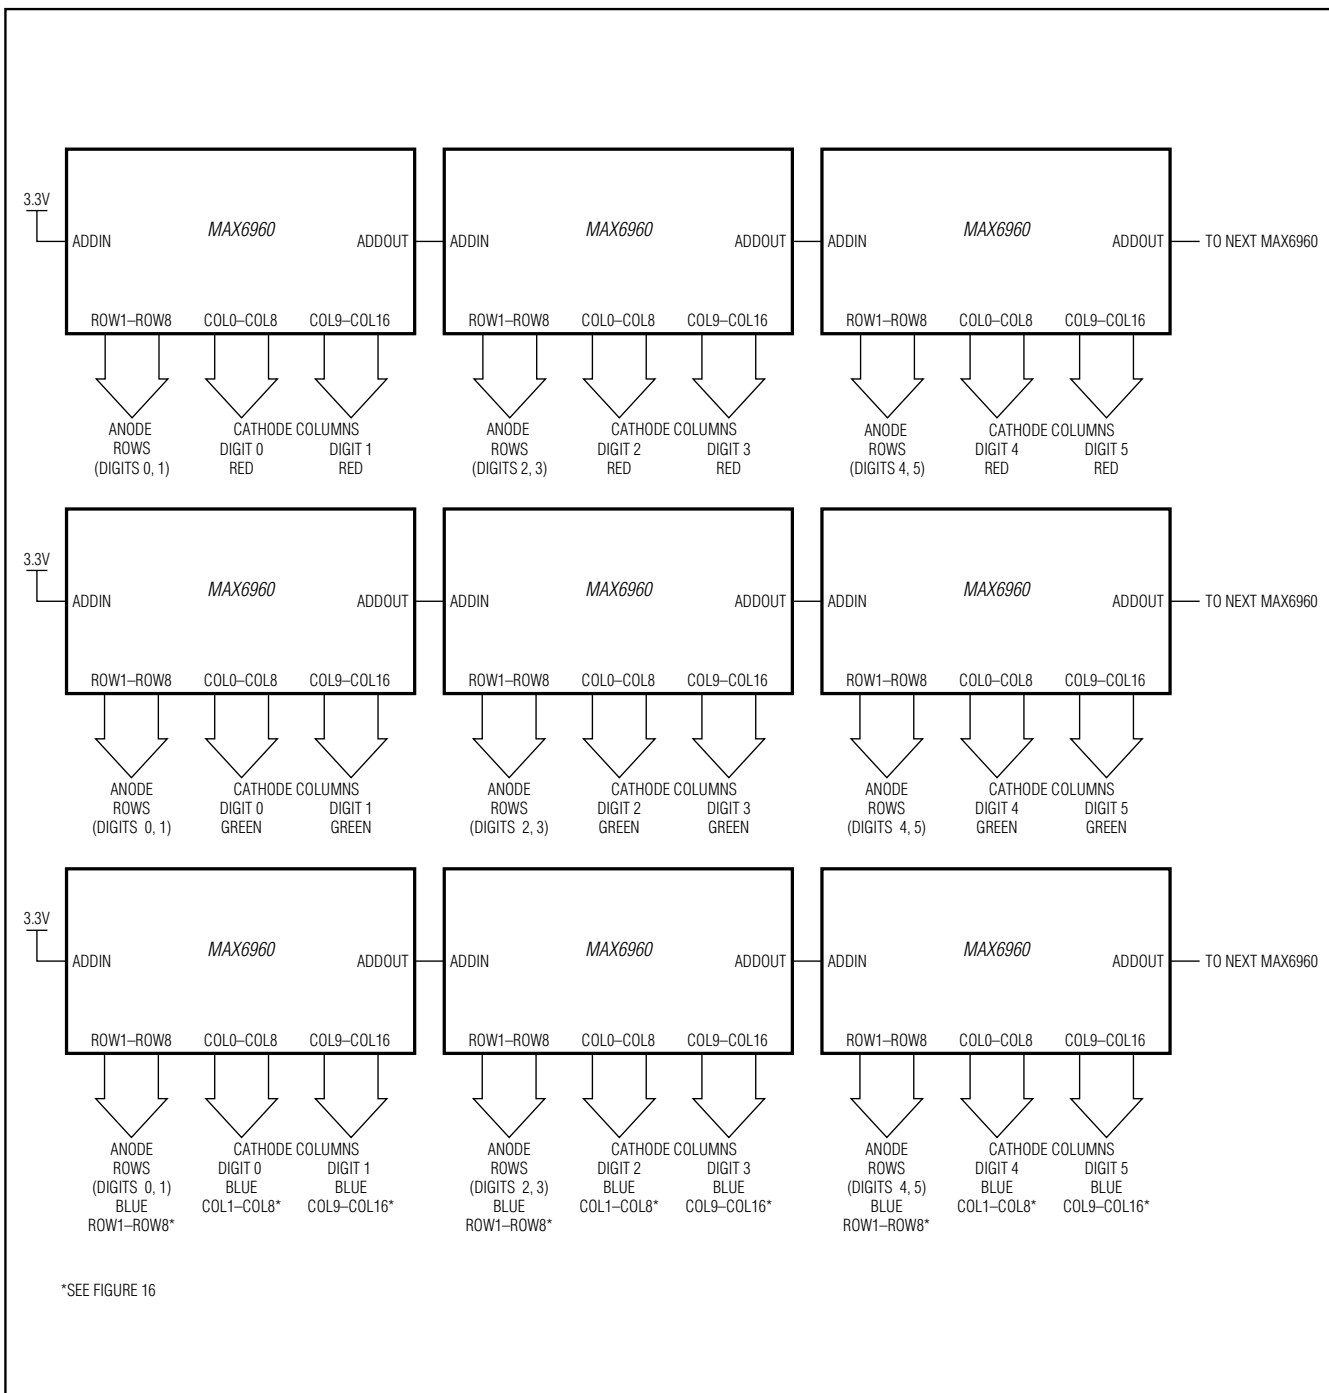 3.3V
ADDIN MAX6960 ADDOUT ADDIN MAX6960 ADDOUT ADDIN MAX6960 ADDOUT TO NEXT MAX6960
ROW1–ROW8 COL0–COL8 COL9–COL16 ROW1–ROW8 COL0–COL8 COL9–COL16 ROW1–ROW8 COL0–COL8 COL9–COL16
ANODE CATHODE COLUMNS ANODE CATHODE COLUMNS ANODE CATHODE COLUMNS
ROWS DIGIT 0 DIGIT 1 ROWS DIGIT 2 DIGIT 3 ROWS DIGIT 4 DIGIT 5
(DIGITS 0, 1) RED RED (DIGITS 2, 3) RED RED (DIGITS 4, 5) RED RED
3.3V
ADDIN MAX6960 ADDOUT ADDIN MAX6960 ADDOUT ADDIN MAX6960 ADDOUT TO NEXT MAX6960
ROW1–ROW8 COL0–COL8 COL9–COL16 ROW1–ROW8 COL0–COL8 COL9–COL16 ROW1–ROW8 COL0–COL8 COL9–COL16
ANODE CATHODE COLUMNS ANODE CATHODE COLUMNS ANODE CATHODE COLUMNS
ROWS DIGIT 0 DIGIT 1 ROWS DIGIT 2 DIGIT 3 ROWS DIGIT 4 DIGIT 5
(DIGITS 0, 1) GREEN GREEN (DIGITS 2, 3) GREEN GREEN (DIGITS 4, 5) GREEN GREEN
3.3V
ADDIN MAX6960 ADDOUT ADDIN MAX6960 ADDOUT ADDIN MAX6960 ADDOUT TO NEXT MAX6960
ROW1–ROW8 COL0–COL8 COL9–COL16 ROW1–ROW8 COL0–COL8 COL9–COL16 ROW1–ROW8 COL0–COL8 COL9–COL16
ANODE CATHODE COLUMNS ANODE CATHODE COLUMNS ANODE CATHODE COLUMNS
ROWS DIGIT 0 DIGIT 1 ROWS DIGIT 2 DIGIT 3 ROWS DIGIT 4 DIGIT 5
(DIGITS 0, 1) BLUE BLUE (DIGITS 2, 3) BLUE BLUE (DIGITS 4, 5) BLUE BLUE
BLUE COL1–COL8* COL9–COL16* BLUE COL1–COL8* COL9–COL16* BLUE COL1–COL8* COL9–COL16*
ROW1–ROW8* ROW1–ROW8* ROW1–ROW8*
*SEE FIGURE 16